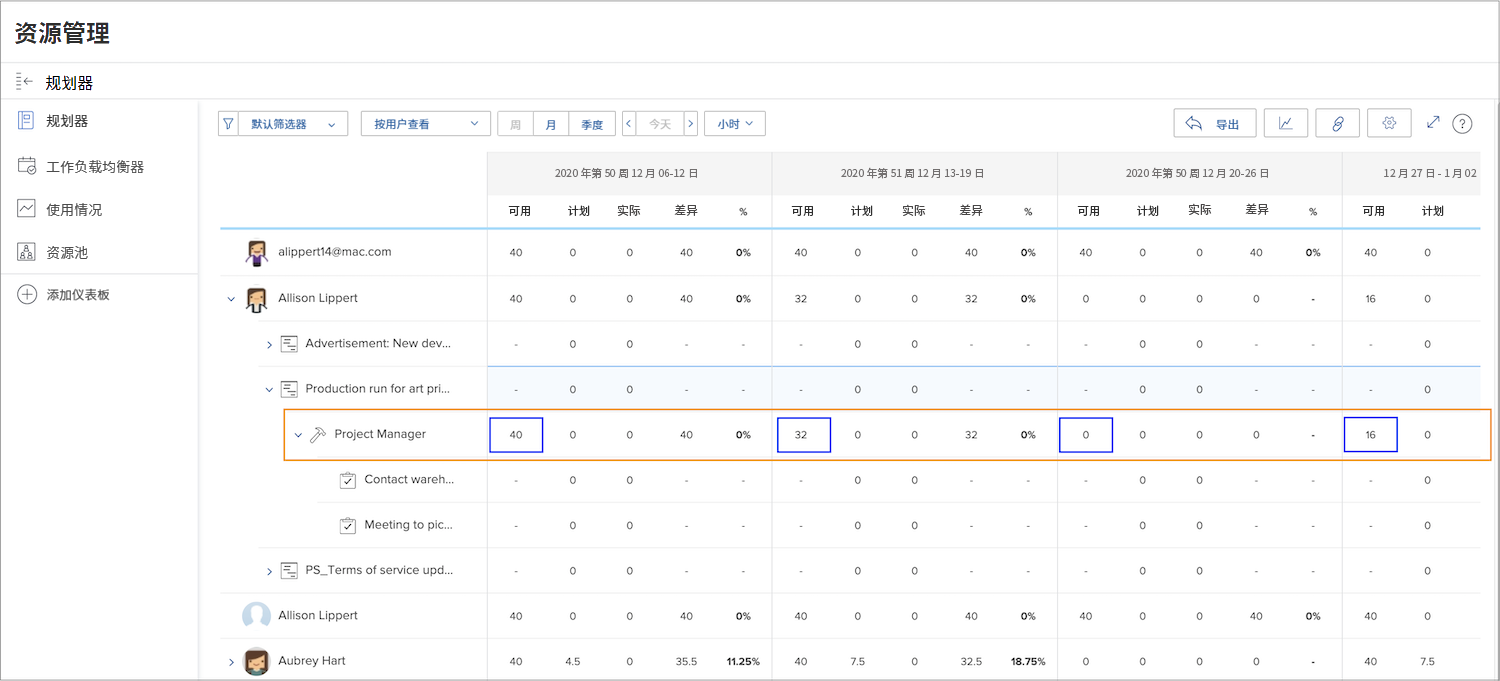 资源管理
规划器
规划器
工作负载均衡器
使用情况
资源池
添加仪表板
默认筛选器 按用户查看 周 月 季度 今天 小时 导出 ?
2020 年第 50 周 12 月 06-12 日 2020 年第 51 周 12 月 13-19 日 2020 年第 50 周 12 月 20-26 日 12 月 27 日 - 1 月 02
可用 计划 实际 差异 % 可用 计划 实际 差异 % 可用 计划 实际 差异 % 可用 计划
alippert14@mac.com 40 0 0 40 0% 40 0 0 40 0% 40 0 0 40 0% 40 0
Allison Lippert 40 0 0 40 0% 32 0 0 32 0% 0 0 0 0 - 16 0
Advertisement: New dev... - 0 0 - - - 0 0 - - - 0 0 - - - 0
Production run for art pri... - 0 0 - - - 0 0 - - - 0 0 - - - 0
Project Manager 40 0 0 40 0% 32 0 0 32 0% 0 0 0 0 - 16 0
Contact wareh... - 0 0 - - - 0 0 - - - 0 0 - - - 0
Meeting to pic... - 0 0 - - - 0 0 - - - 0 0 - - - 0
PS_Terms of service upd... - 0 0 - - - 0 0 - - - 0 0 - - - 0
Allison Lippert 40 0 0 40 0% 40 0 0 40 0% 40 0 0 40 0% 40 0
Aubrey Hart 40 4.5 0 35.5 11.25% 40 7.5 0 32.5 18.75% 0 0 0 0 - 40 7.5